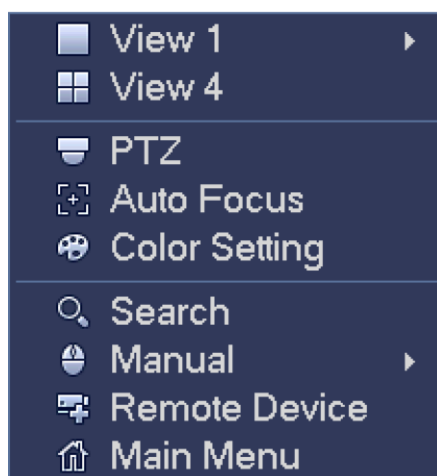 View 1
View 4
PTZ
Auto Focus
Color Setting
Search
Manual
Remote Device
Main Menu